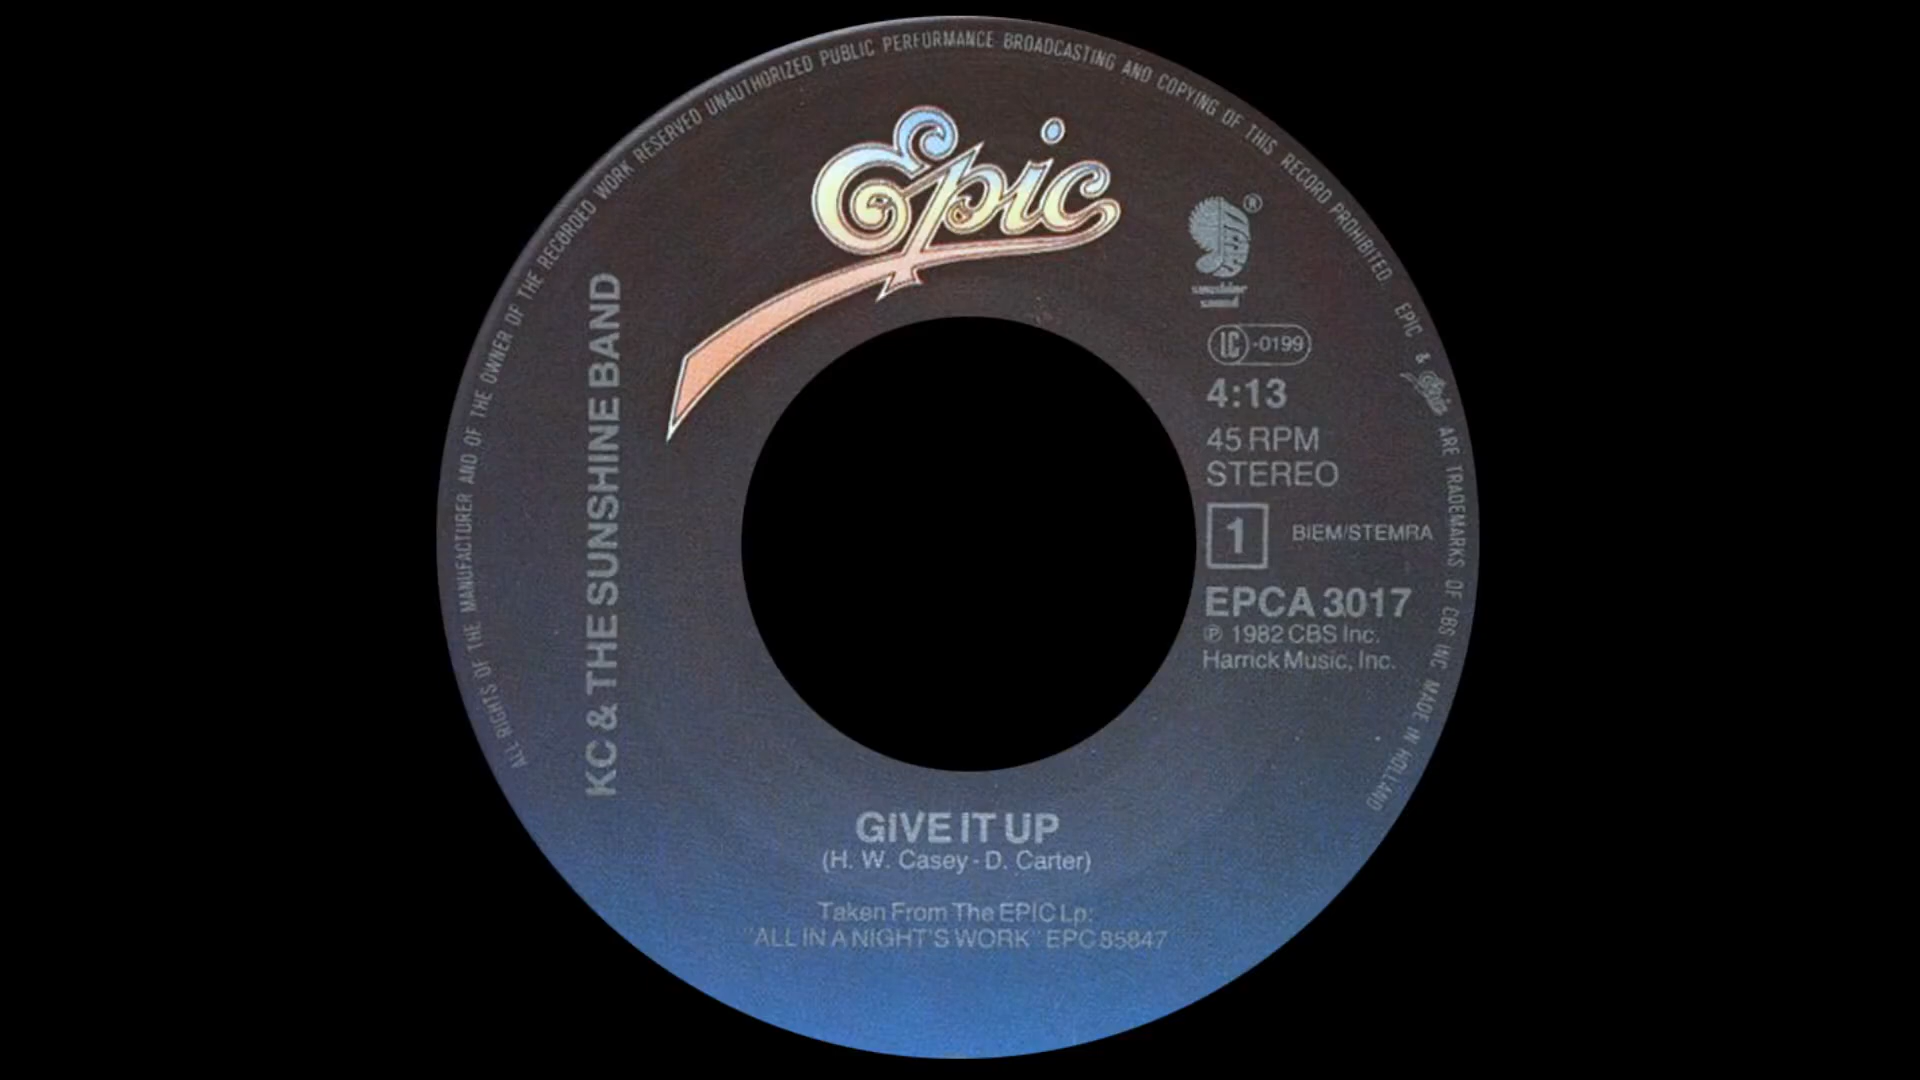 ALL RIGHTS OF THE MANUFACTURER AND OF THE OWNER OF THE RECORDED WORK RESERVED UNAUTHORIZED PUBLIC PERFORMANCE BROADCASTING AND COPYING OF THIS RECORD PROHIBITED. EPIC & Epic ARE TRADEMARKS OF CBS INC. MADE IN HOLLAND
Epic
®
sunshine
sound
KC & THE SUNSHINE BAND
LC -0199
4:13
45 RPM
STEREO
1 BIEM/STEMRA
EPCA 3017
℗ 1982 CBS Inc.
Harrick Music, Inc.
GIVE IT UP
(H. W. Casey - D. Carter)
Taken From The EPIC Lp:
"ALL IN A NIGHT'S WORK" EPC 85847